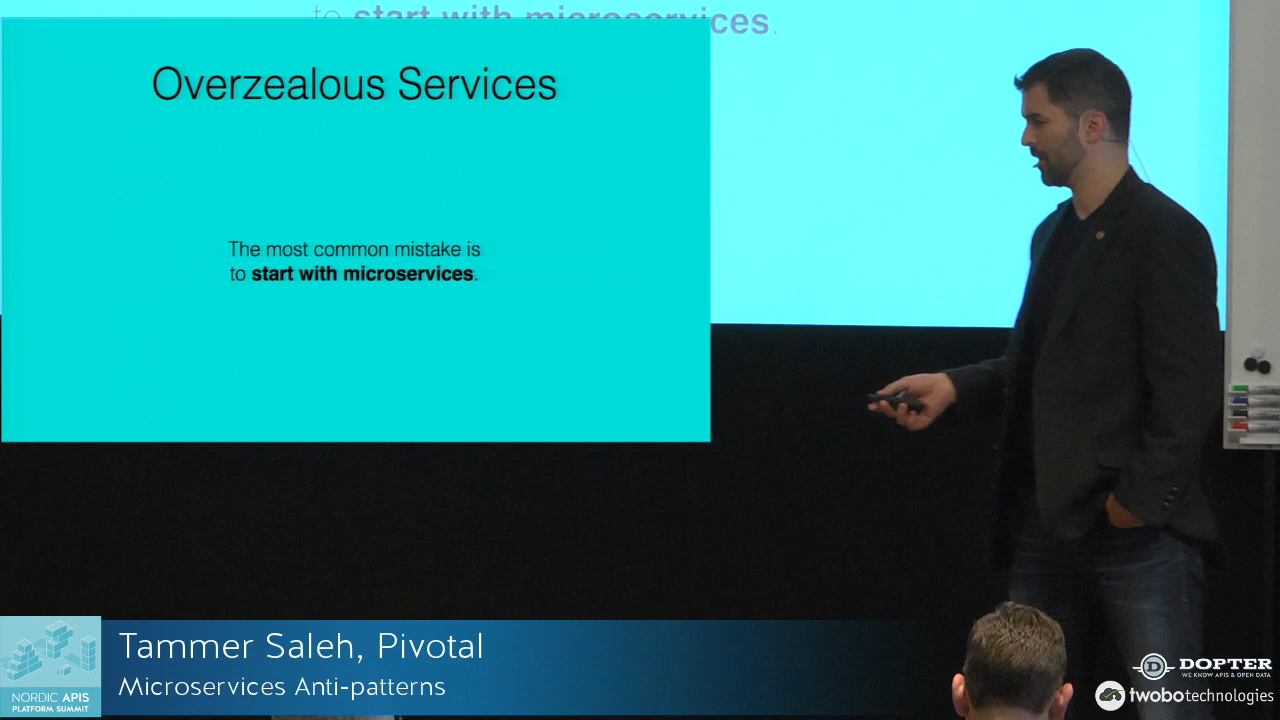 to start with microservices.
Overzealous Services
The most common mistake is
to start with microservices.
Tammer Saleh, Pivotal
Microservices Anti-patterns
NORDIC APIS
PLATFORM SUMMIT
D
DOPTER
WE KNOW APIS & OPEN DATA
twobotechnologies